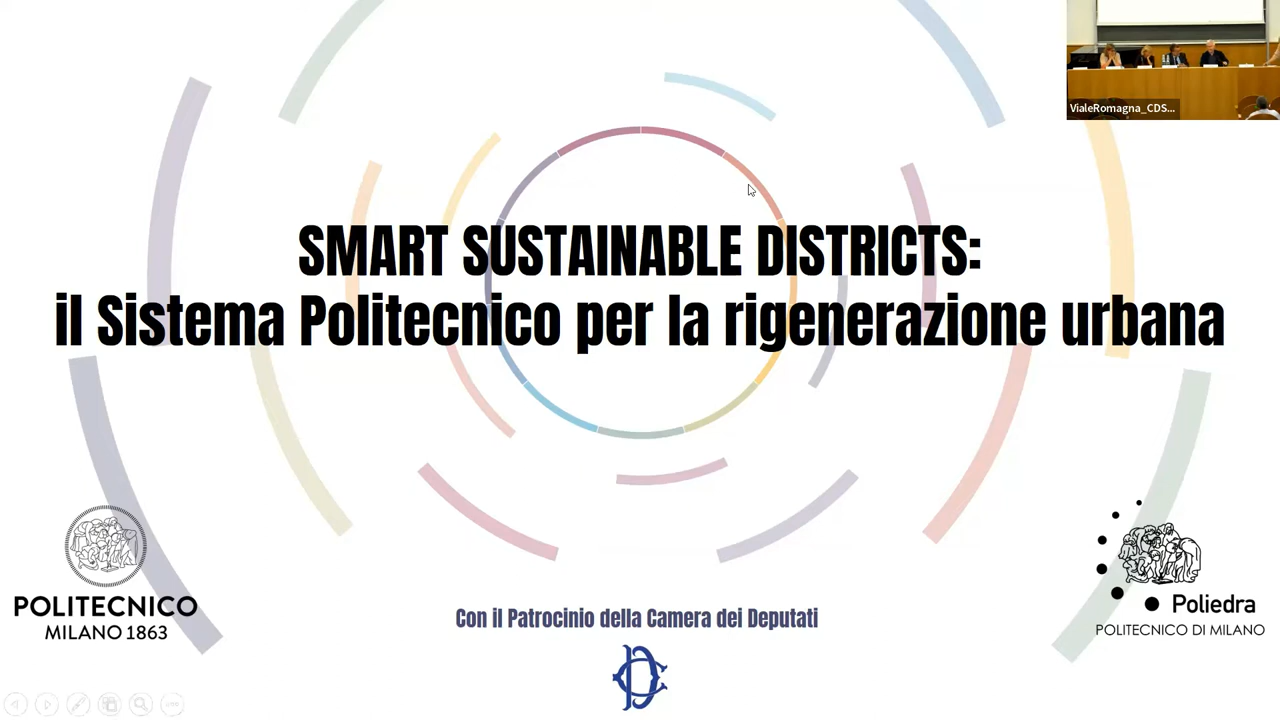 VialeRomagna_CDS...
SMART SUSTAINABLE DISTRICTS:
il Sistema Politecnico per la rigenerazione urbana
POLITECNICO
MILANO 1863
Con il Patrocinio della Camera dei Deputati
Poliedra
POLITECNICO DI MILANO